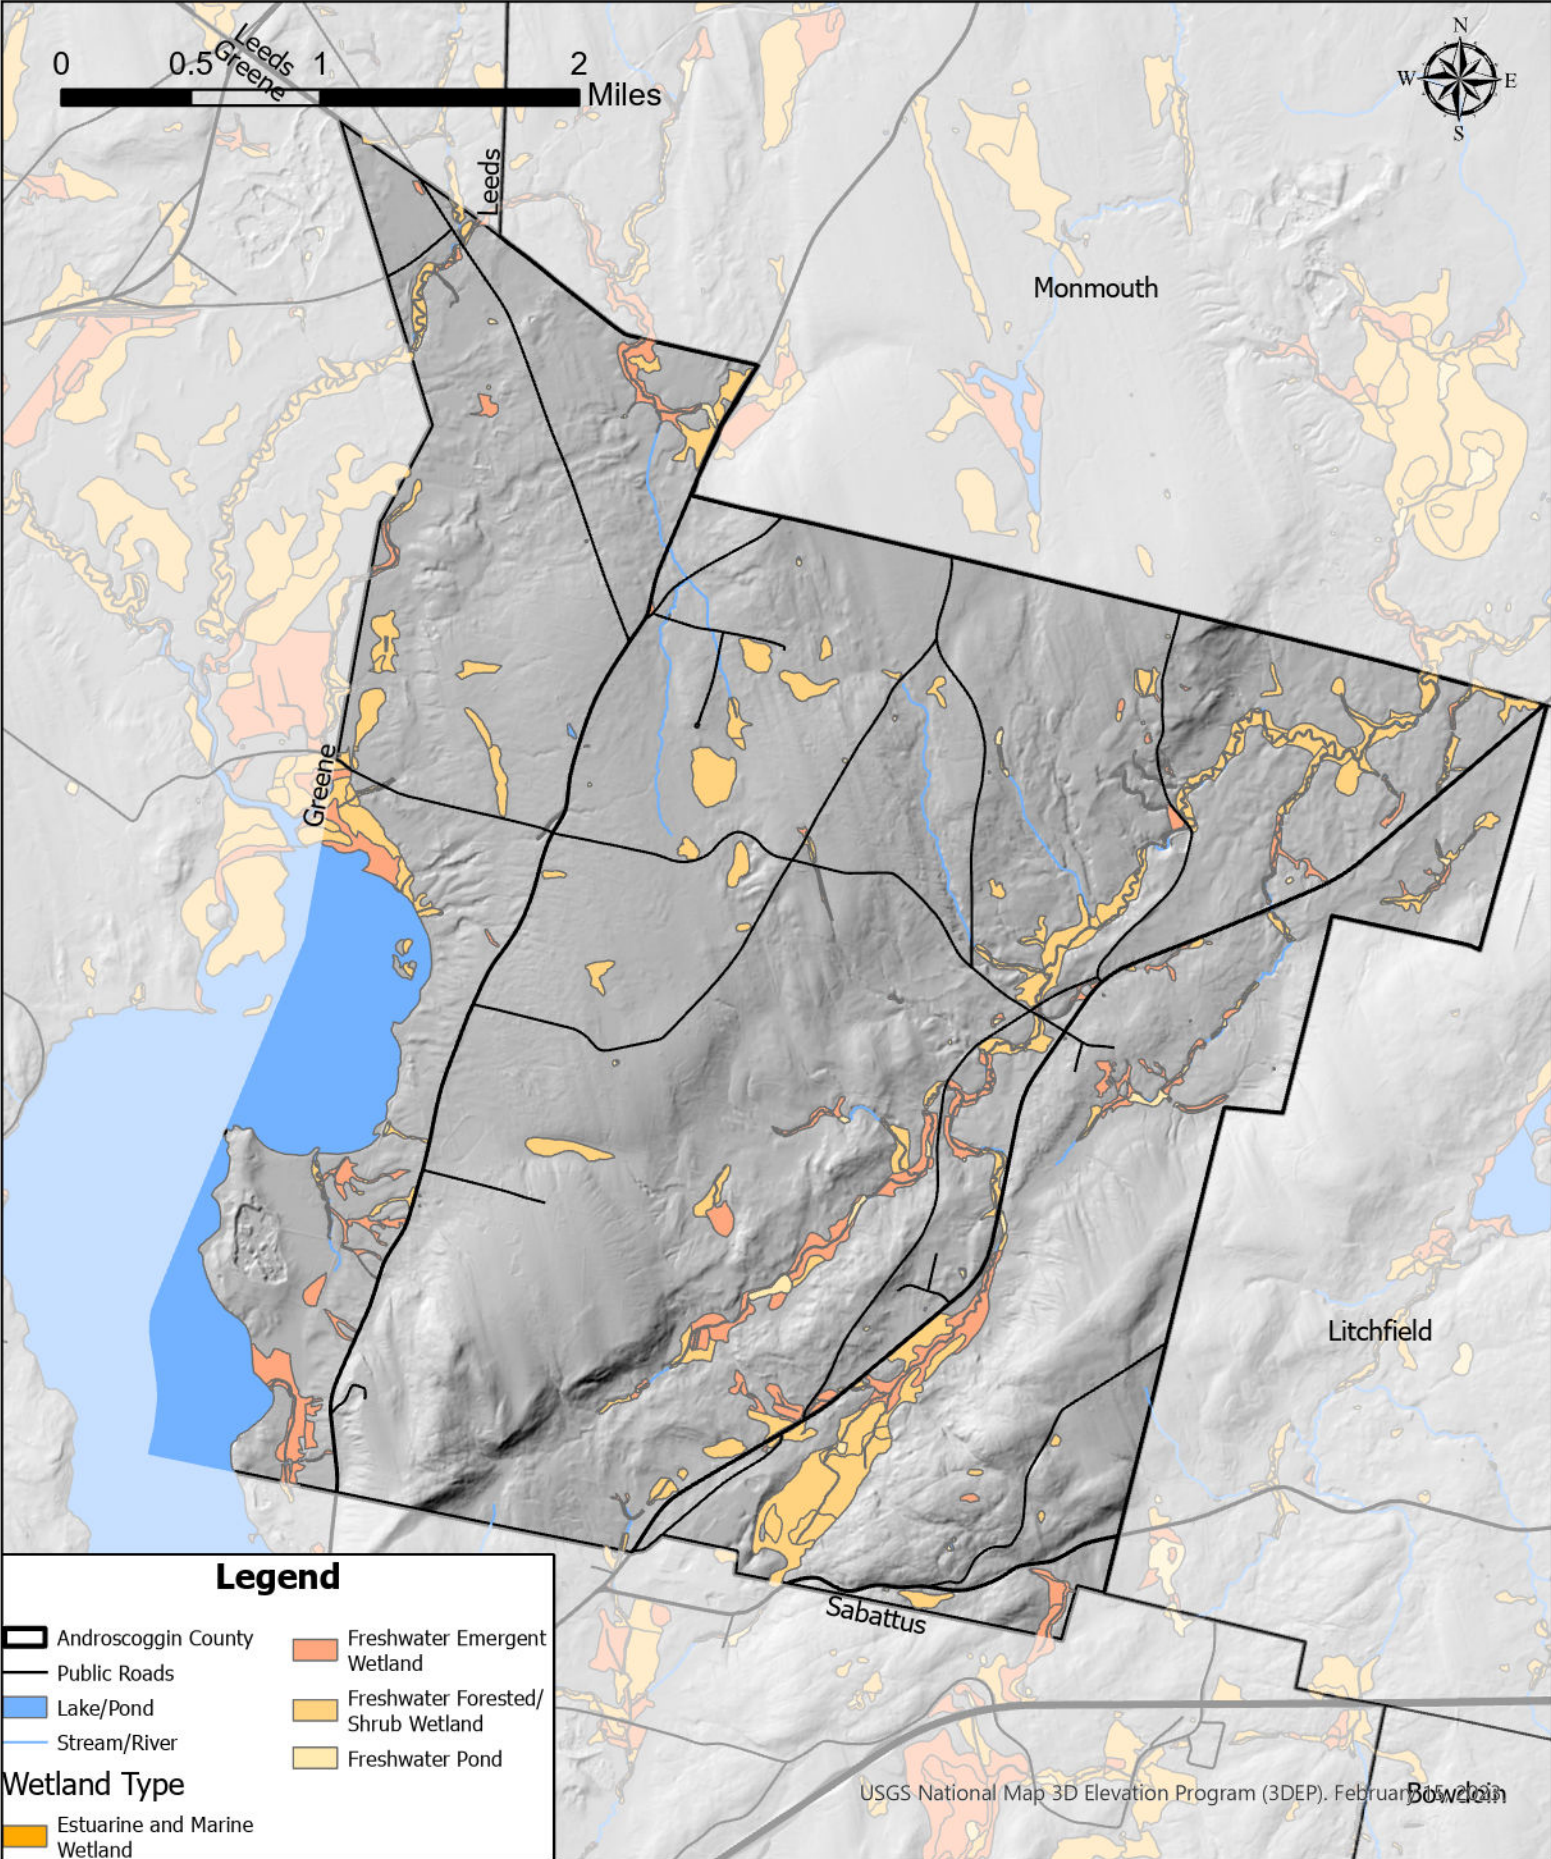 N
W E
S
0 0.5 1 2
Miles
Leeds
Greene
Leeds
Monmouth
Greene
Litchfield
Sabattus
Legend
Androscoggin County
Public Roads
Lake/Pond
Stream/River
Wetland Type
Estuarine and Marine
Wetland
Freshwater Emergent
Wetland
Freshwater Forested/
Shrub Wetland
Freshwater Pond
USGS National Map 3D Elevation Program (3DEP). February
Bowdoin